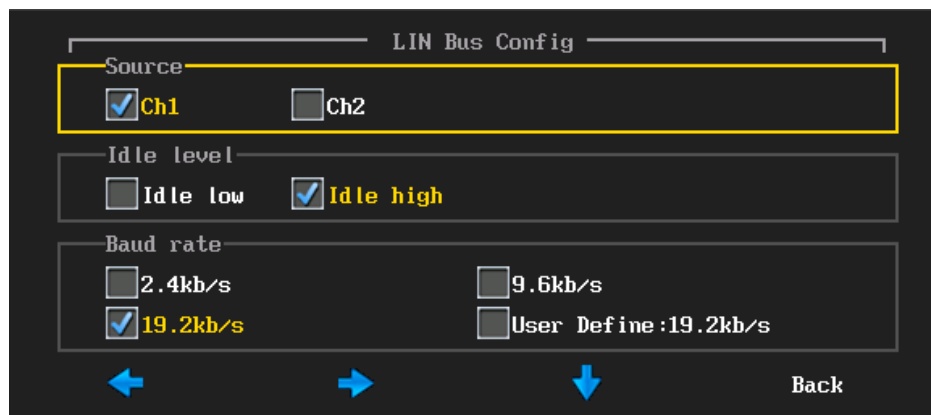 LIN Bus Config
Source
Ch1 Ch2
Idle level
Idle low Idle high
Baud rate
2.4kb/s 9.6kb/s
19.2kb/s User Define:19.2kb/s
Back